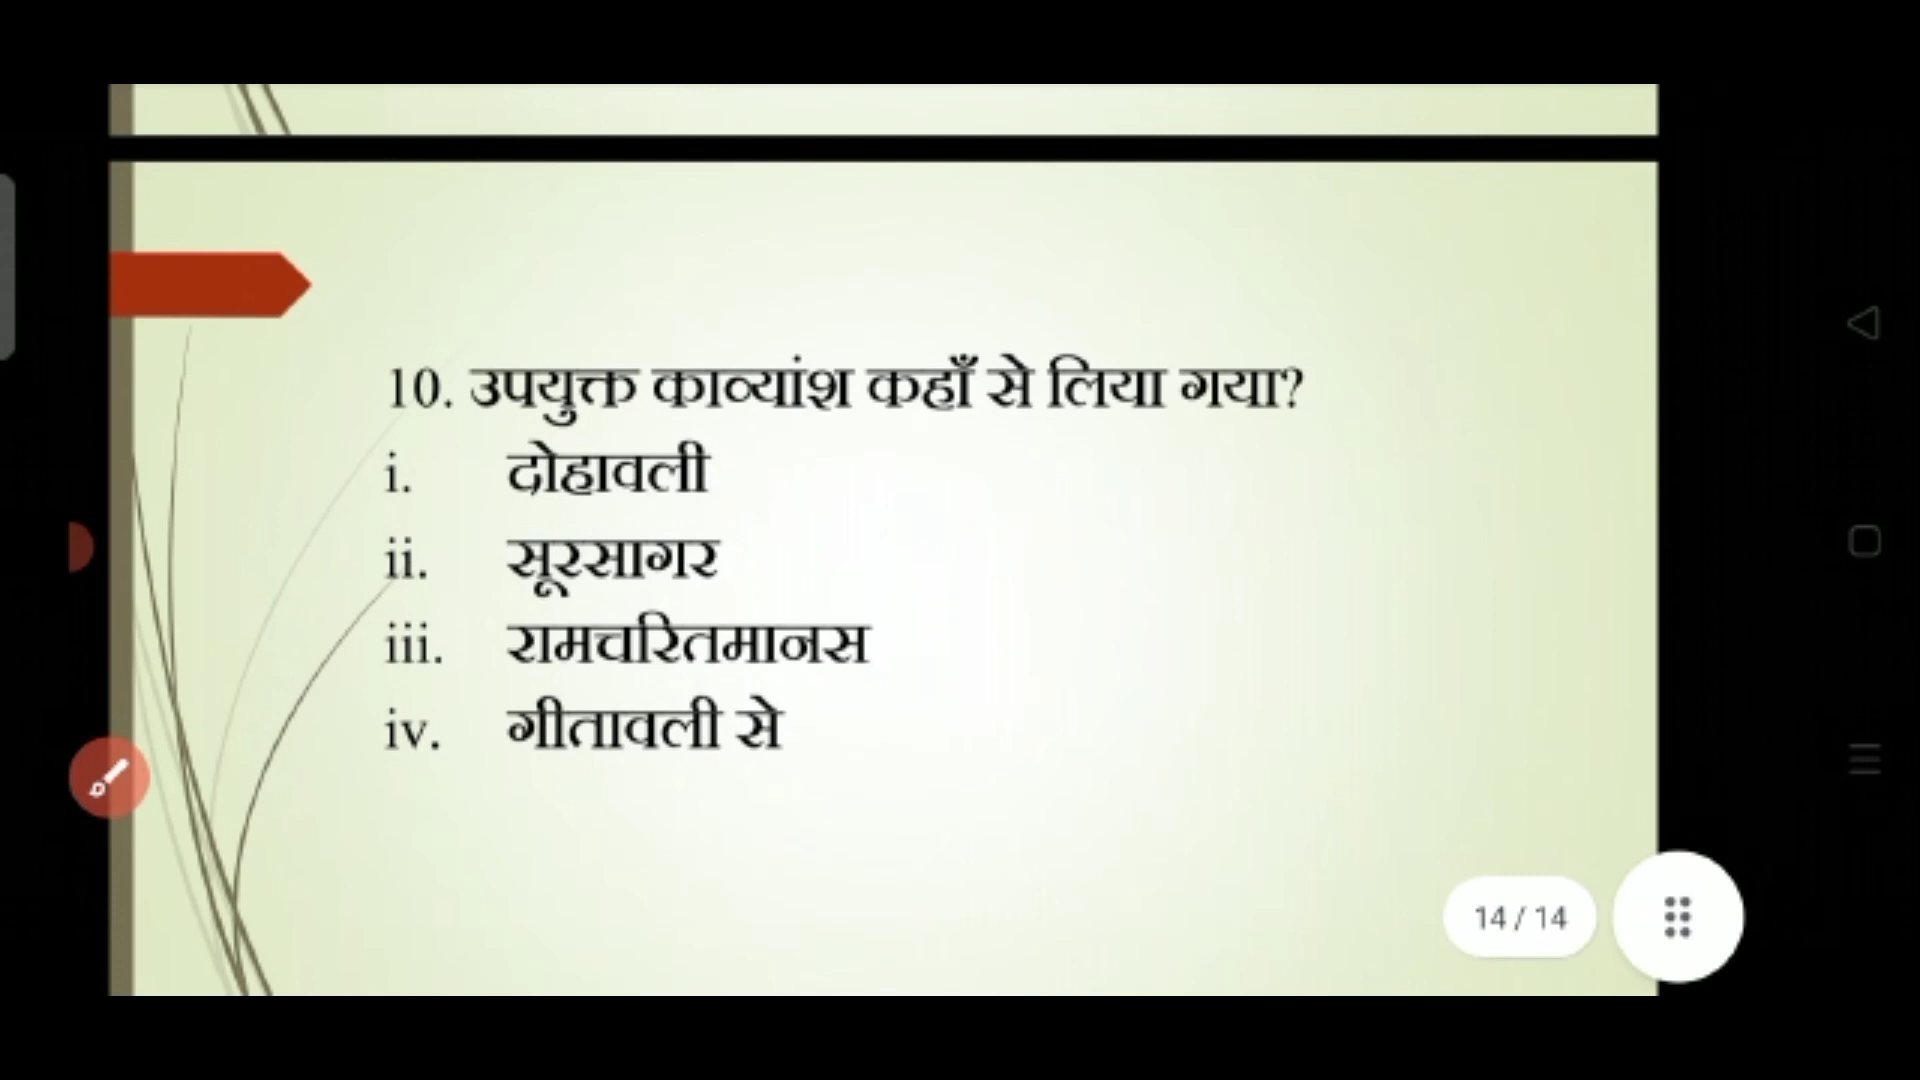 10. उपयुक्त काव्यांश कहाँ से लिया गया?
i. दोहावली
ii. सूरसागर
iii. रामचरितमानस
iv. गीतावली से
14 / 14